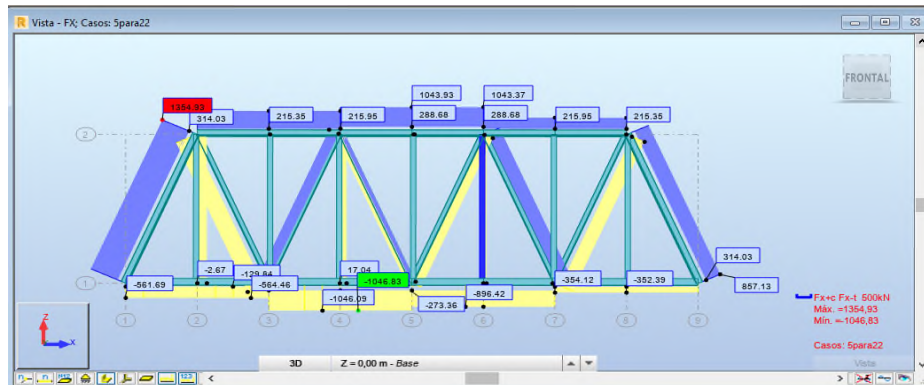 Vista - FX; Casos: 5para22
FRONTAL
1043.93 1043.37
1354.93
314.03 215.35 215.95 288.68 288.68 215.95 215.35
2
1
-2.67 17.04
-129.84
-561.69 -564.46 -1046.83 -354.12 -352.39 314.03
857.13
-1046.09 -273.36 -896.42
1 2 3 4 5 6 7 8 9
Fx+c Fx-t 500kN
Máx. =1354,93
Mín. =-1046,83
Casos: 5para22
Z
X
3D Z = 0,00 m - Base
Vista